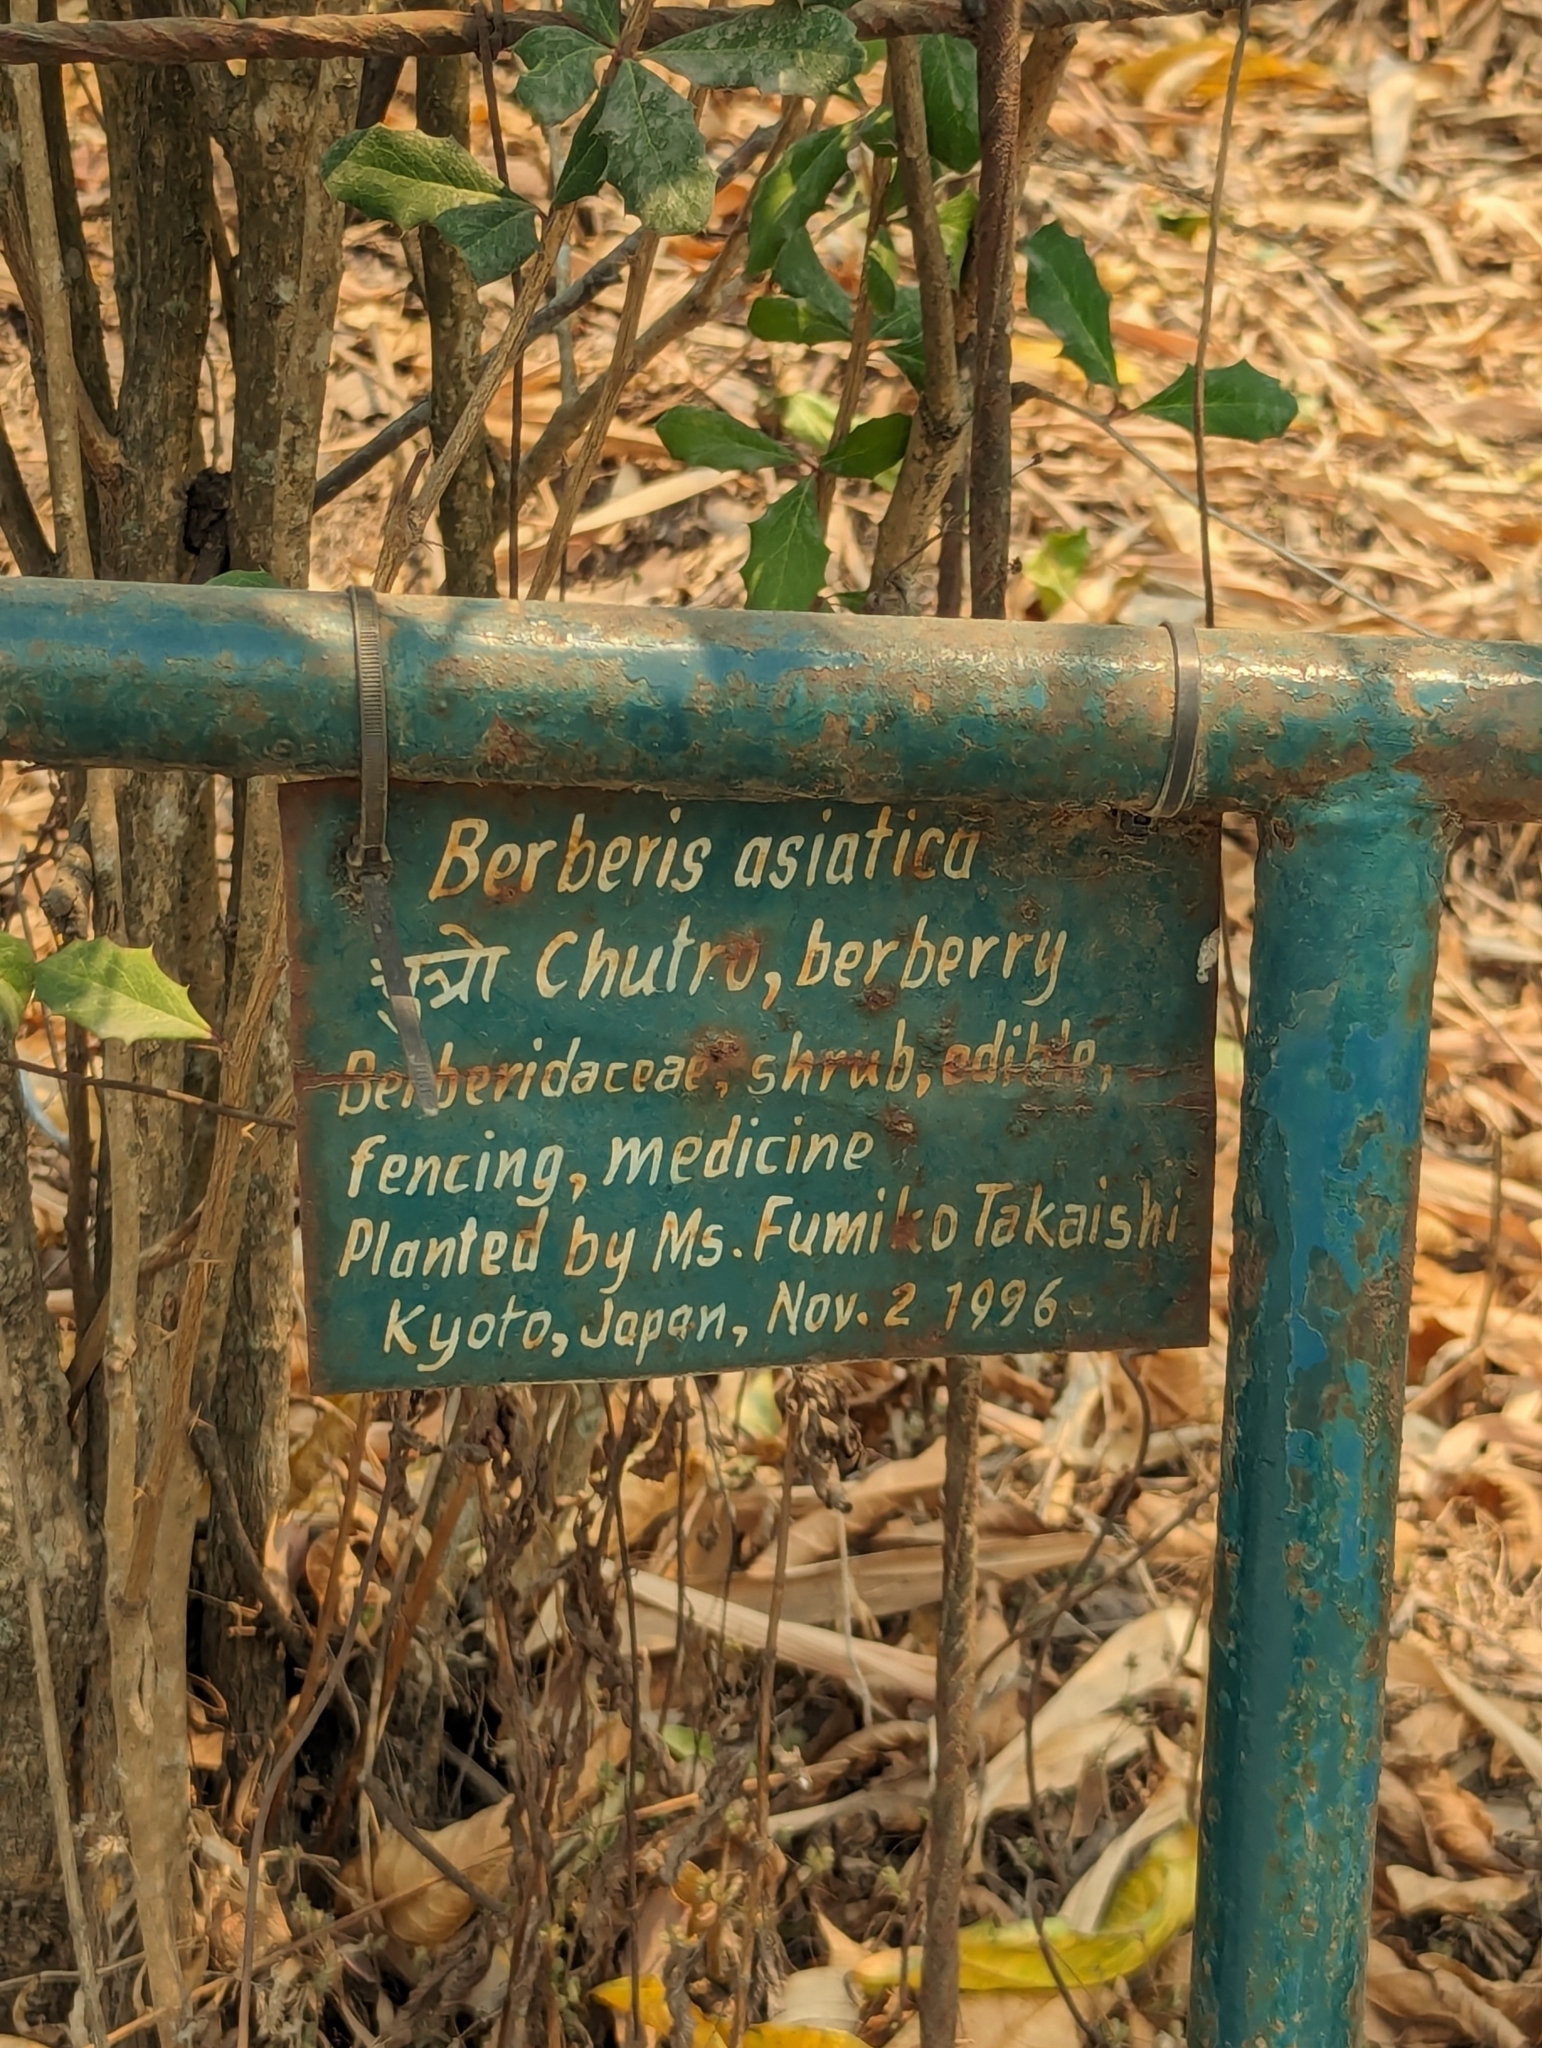 Berberis asiatica
चुत्रो Chutro, berberry
Berberidaceae, shrub, edible,
fencing, medicine
Planted by Ms. Fumiko Takaishi
Kyoto, Japan, Nov. 2 1996